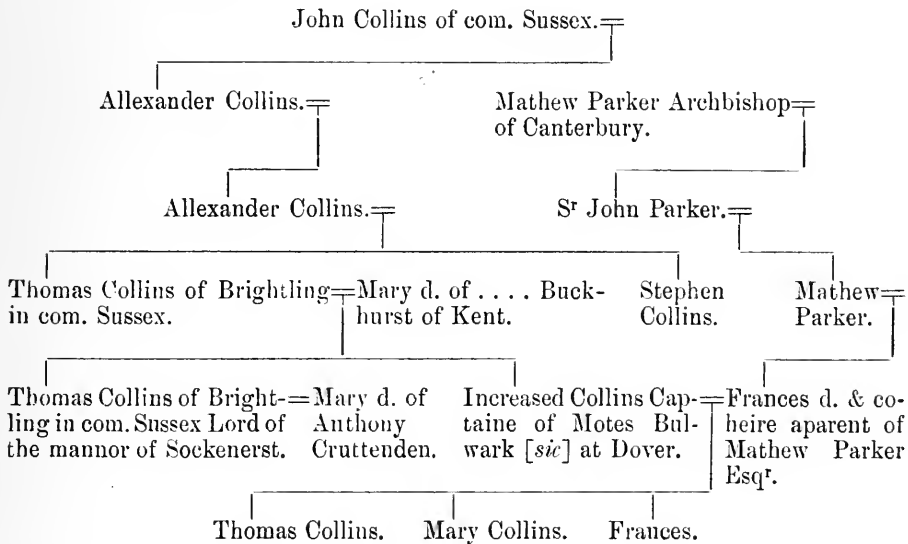 John Collins of com. Sussex.
Allexander Collins.
Mathew Parker Archbishop
of Canterbury.
Allexander Collins.
Sʳ John Parker.
Thomas Collins of Brightling
in com. Sussex.
Mary d. of . . . . Buck-
hurst of Kent.
Stephen
Collins.
Mathew
Parker.
Thomas Collins of Bright-
ling in com. Sussex Lord of
the mannor of Sockenerst.
Mary d. of
Anthony
Cruttenden.
Increased Collins Cap-
taine of Motes Bul-
wark [sic] at Dover.
Frances d. & co-
heire aparent of
Mathew Parker
Esqʳ.
Thomas Collins.
Mary Collins.
Frances.